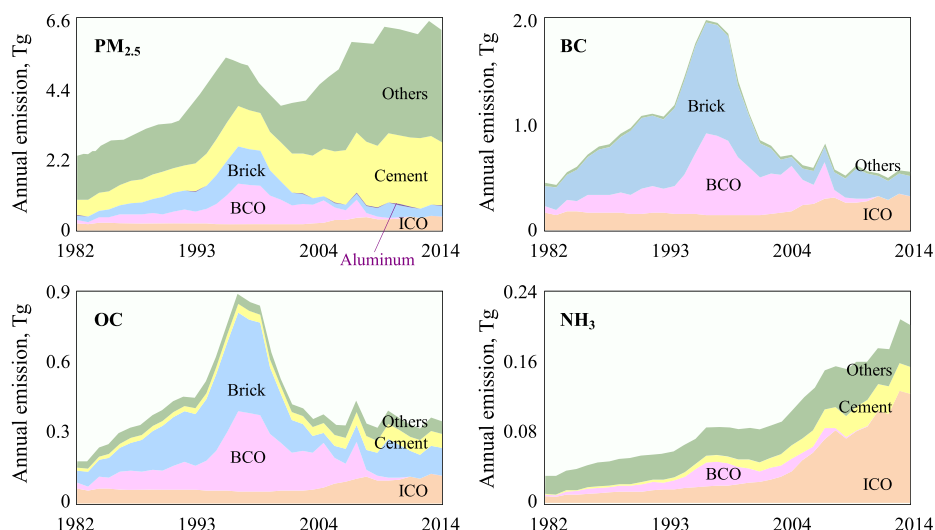 Annual emission, Tg
6.6
4.4
2.2
0
PM2.5
Others
Cement
Brick
BCO
ICO
Aluminum
1982 1993 2004 2014
Annual emission, Tg
2.0
1.0
0
BC
Brick
Others
BCO
ICO
1982 1993 2004 2014
Annual emission, Tg
0.9
0.6
0.3
0
OC
Brick
Others
Cement
BCO
ICO
1982 1993 2004 2014
Annual emission, Tg
0.24
0.16
0.08
0
NH3
Others
Cement
BCO
ICO
1982 1993 2004 2014